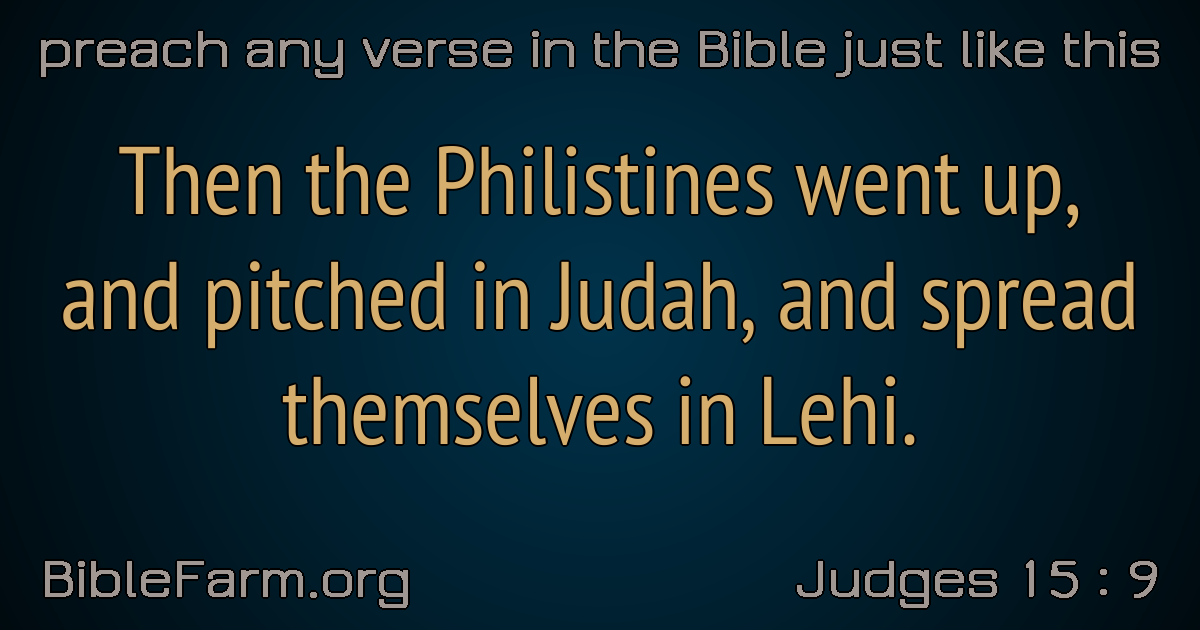 preach any verse in the Bible just like this
Then the Philistines went up,
and pitched in Judah, and spread
themselves in Lehi.
BibleFarm.org
Judges 15 : 9